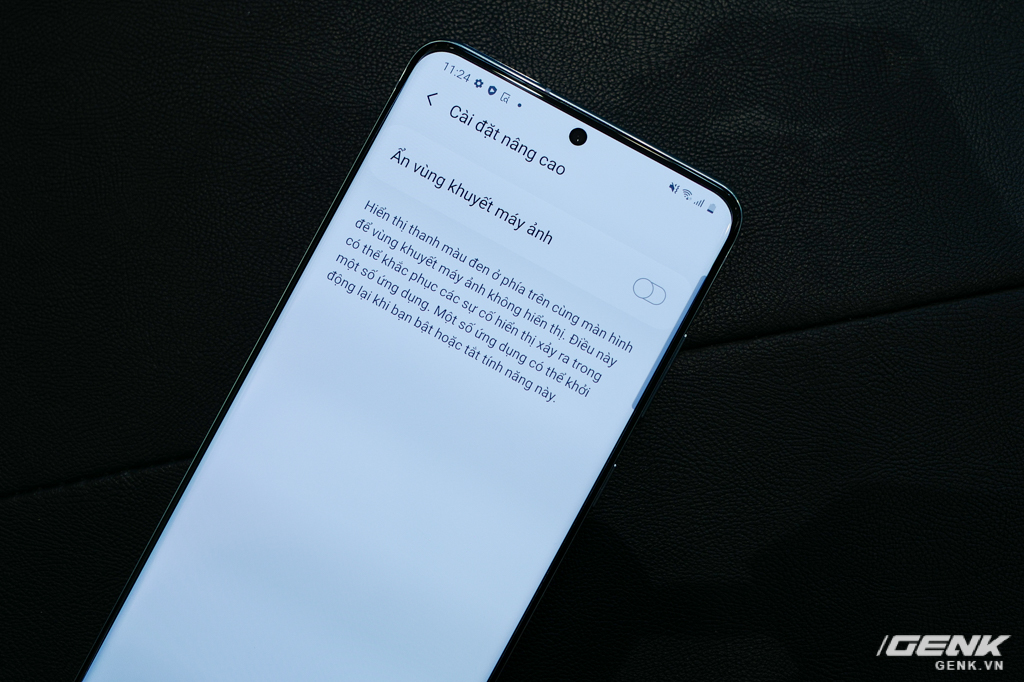 11:24
Cài đặt nâng cao
Ẩn vùng khuyết máy ảnh
Hiển thị thanh màu đen ở phía trên cùng màn hình
để vùng khuyết máy ảnh không hiển thị. Điều này
có thể khắc phục các sự cố hiển thị xảy ra trong
một số ứng dụng. Một số ứng dụng có thể khởi
động lại khi bạn bật hoặc tắt tính năng này.
GENK
GENK.VN